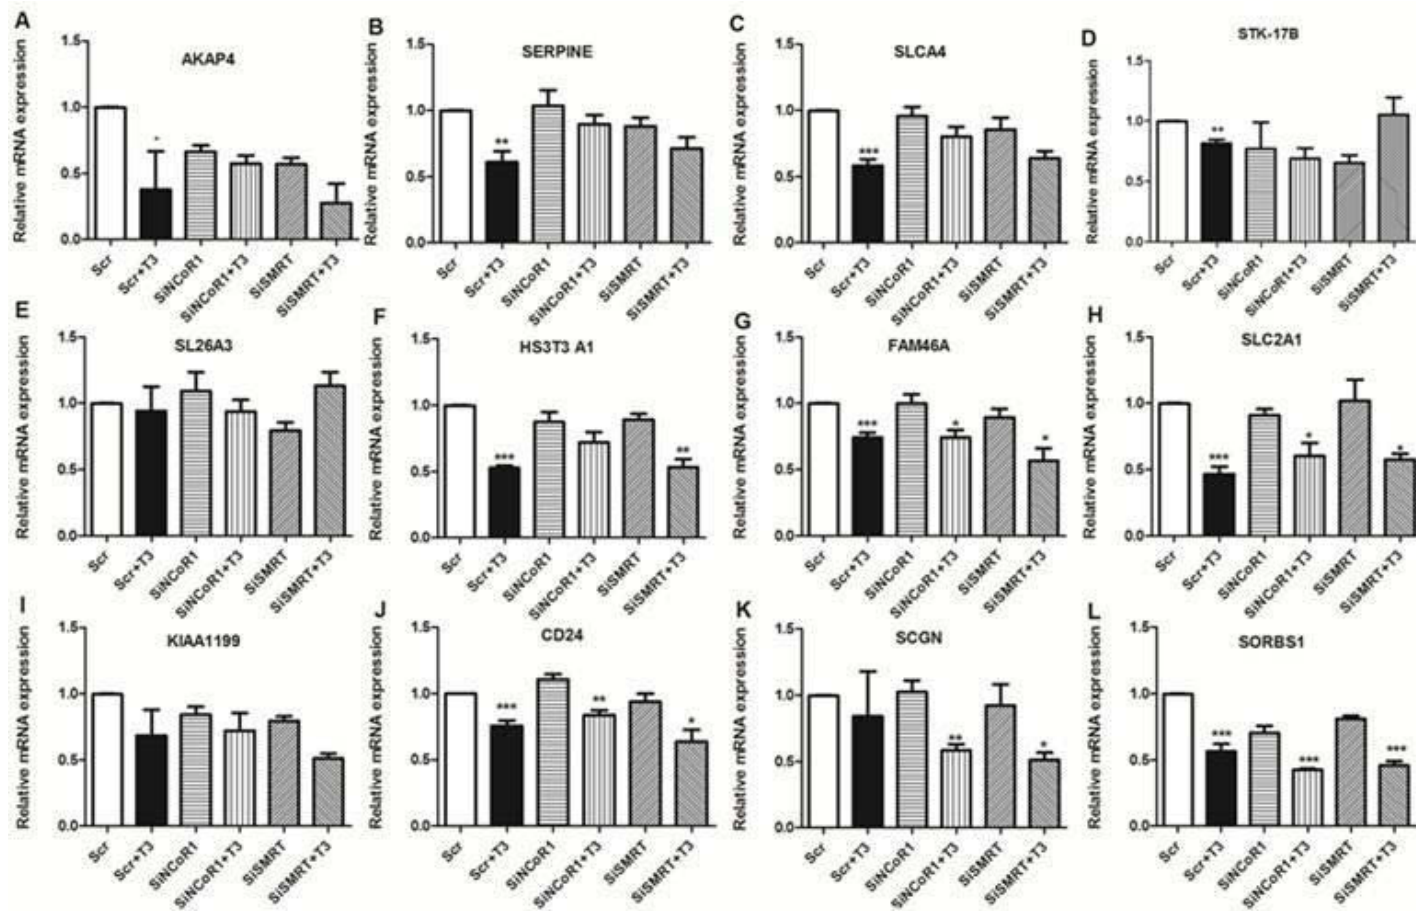 A
AKAP4
Relative mRNA expression
1.5
1.0
0.5
0.0
*
Scr
Scr+T3
SiNCoR1
SiNCoR1+T3
SiSMRT
SiSMRT+T3
B
SERPINE
Relative mRNA expression
1.5
1.0
0.5
0.0
**
Scr
Scr+T3
SiNCoR1
SiNCoR1+T3
SiSMRT
SiSMRT+T3
C
SLCA4
Relative mRNA expression
1.5
1.0
0.5
0.0
***
Scr
Scr+T3
SiNCoR1
SiNCoR1+T3
SiSMRT
SiSMRT+T3
D
STK-17B
Relative mRNA expression
1.5
1.0
0.5
0.0
**
Scr
Scr+T3
SiNCoR1
SiNCoR1+T3
SiSMRT
SiSMRT+T3
E
SL26A3
Relative mRNA expression
1.5
1.0
0.5
0.0
Scr
Scr+T3
SiNCoR1
SiNCoR1+T3
SiSMRT
SiSMRT+T3
F
HS3T3 A1
Relative mRNA expression
1.5
1.0
0.5
0.0
***
**
Scr
Scr+T3
SiNCoR1
SiNCoR1+T3
SiSMRT
SiSMRT+T3
G
FAM46A
Relative mRNA expression
1.5
1.0
0.5
0.0
***
*
*
Scr
Scr+T3
SiNCoR1
SiNCoR1+T3
SiSMRT
SiSMRT+T3
H
SLC2A1
Relative mRNA expression
1.5
1.0
0.5
0.0
***
*
*
Scr
Scr+T3
SiNCoR1
SiNCoR1+T3
SiSMRT
SiSMRT+T3
I
KIAA1199
Relative mRNA expression
1.5
1.0
0.5
0.0
Scr
Scr+T3
SiNCoR1
SiNCoR1+T3
SiSMRT
SiSMRT+T3
J
CD24
Relative mRNA expression
1.5
1.0
0.5
0.0
***
**
*
Scr
Scr+T3
SiNCoR1
SiNCoR1+T3
SiSMRT
SiSMRT+T3
K
SCGN
Relative mRNA expression
1.5
1.0
0.5
0.0
**
*
Scr
Scr+T3
SiNCoR1
SiNCoR1+T3
SiSMRT
SiSMRT+T3
L
SORBS1
Relative mRNA expression
1.5
1.0
0.5
0.0
***
***
***
Scr
Scr+T3
SiNCoR1
SiNCoR1+T3
SiSMRT
SiSMRT+T3